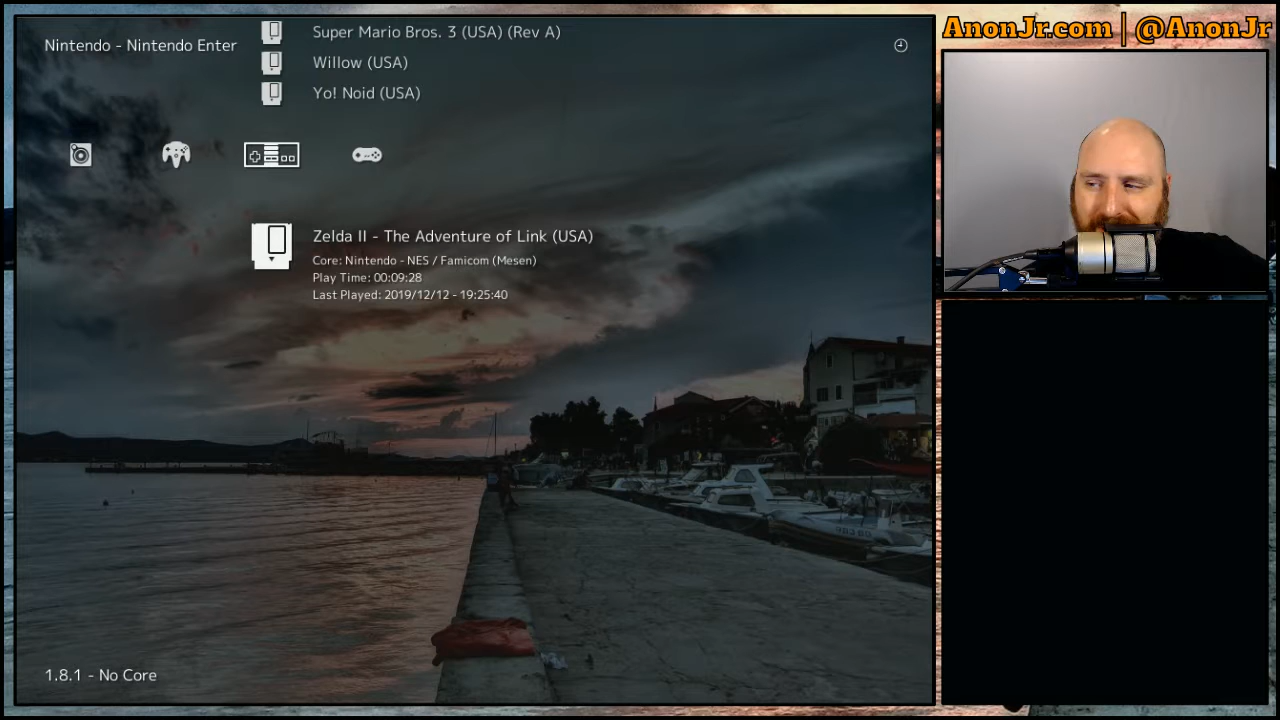 Nintendo - Nintendo Enter
Super Mario Bros. 3 (USA) (Rev A)
Willow (USA)
Yo! Noid (USA)
Zelda II - The Adventure of Link (USA)
Core: Nintendo - NES / Famicom (Mesen)
Play Time: 00:09:28
Last Played: 2019/12/12 - 19:25:40
1.8.1 - No Core
AnonJr.com | @AnonJr